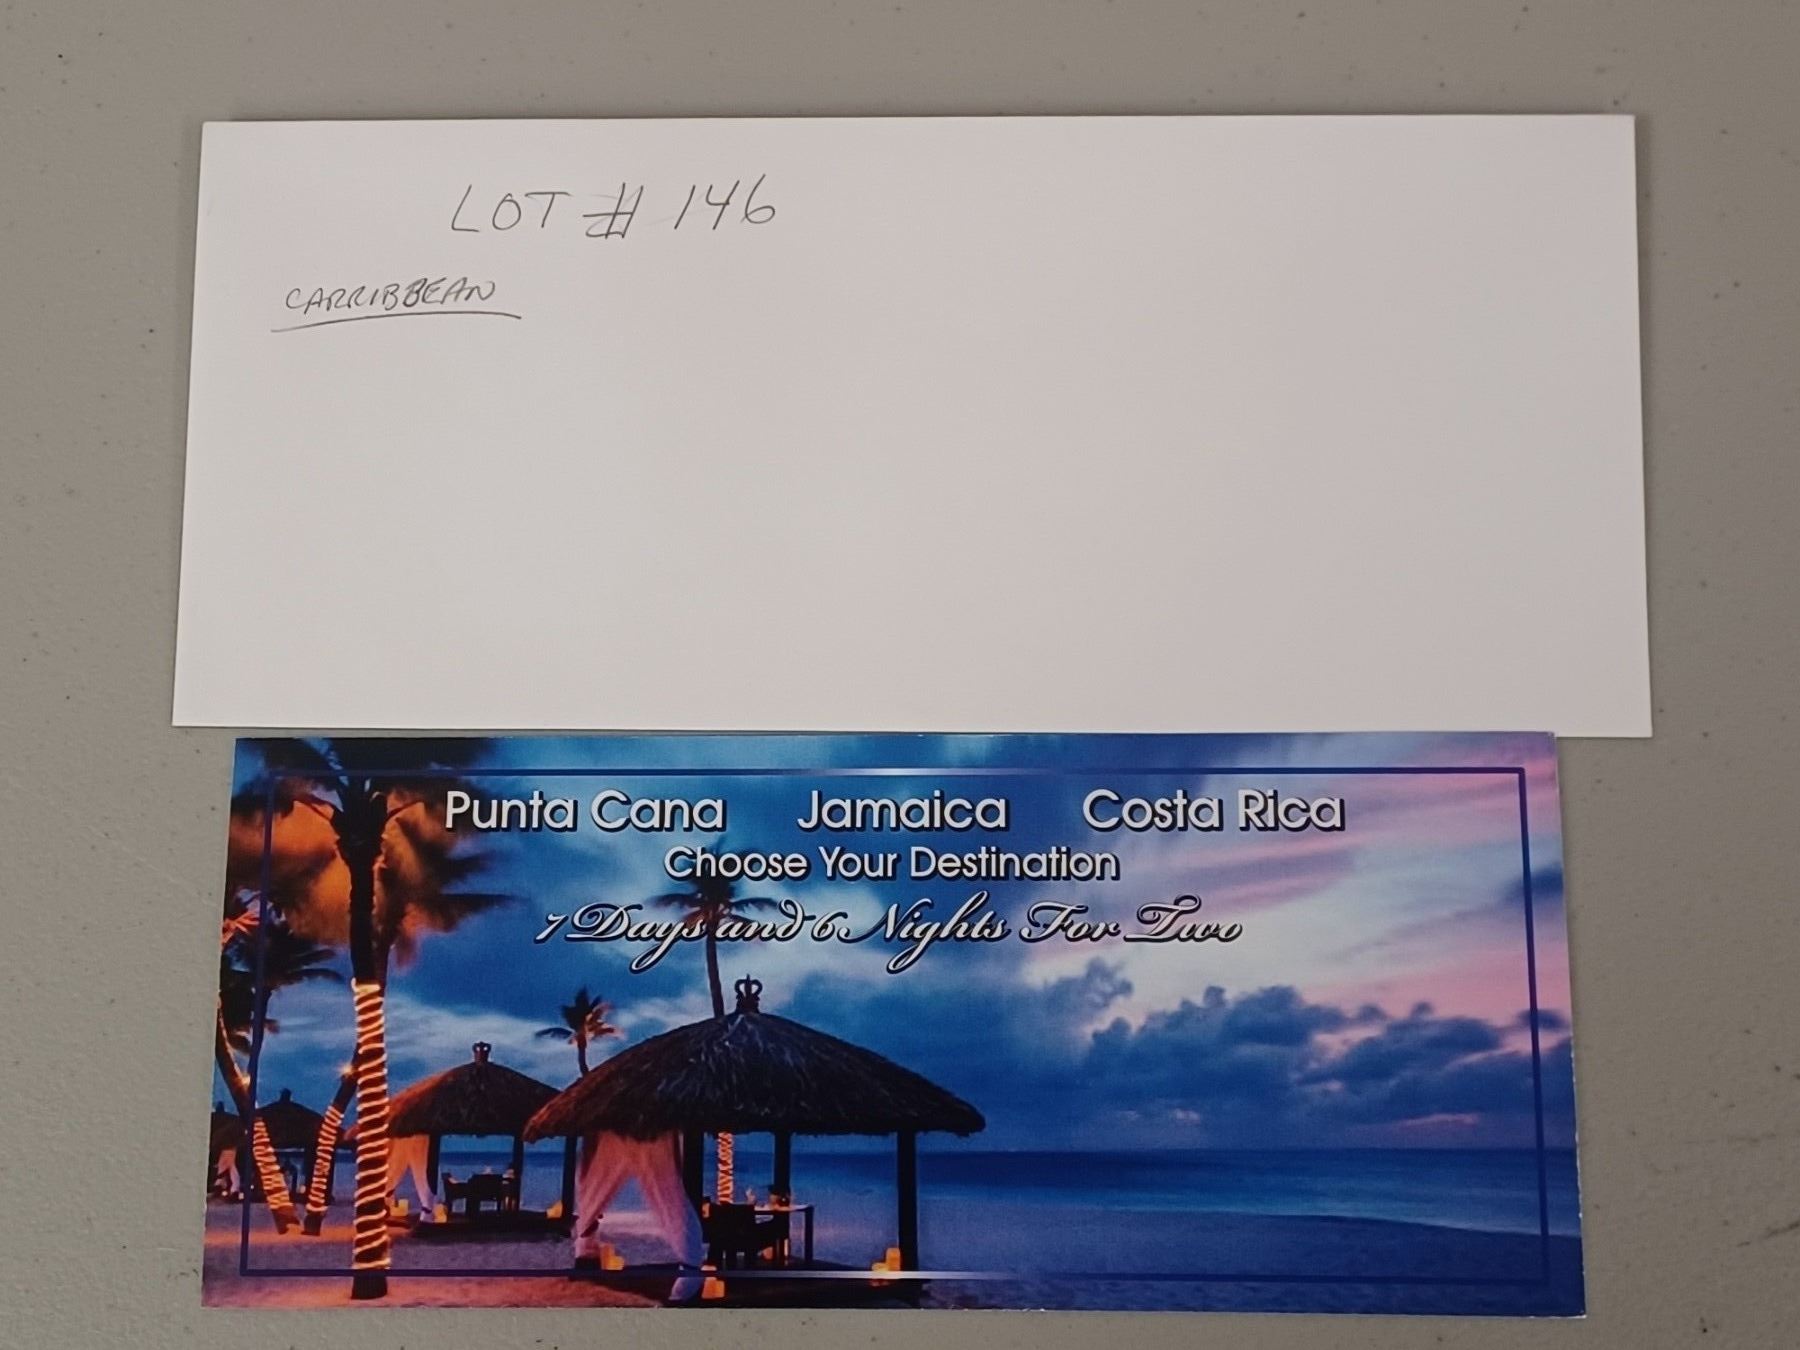 LOT # 146
CARRIBBEAN
Punta Cana Jamaica Costa Rica
Choose Your Destination
7 Days and 6 Nights For Two